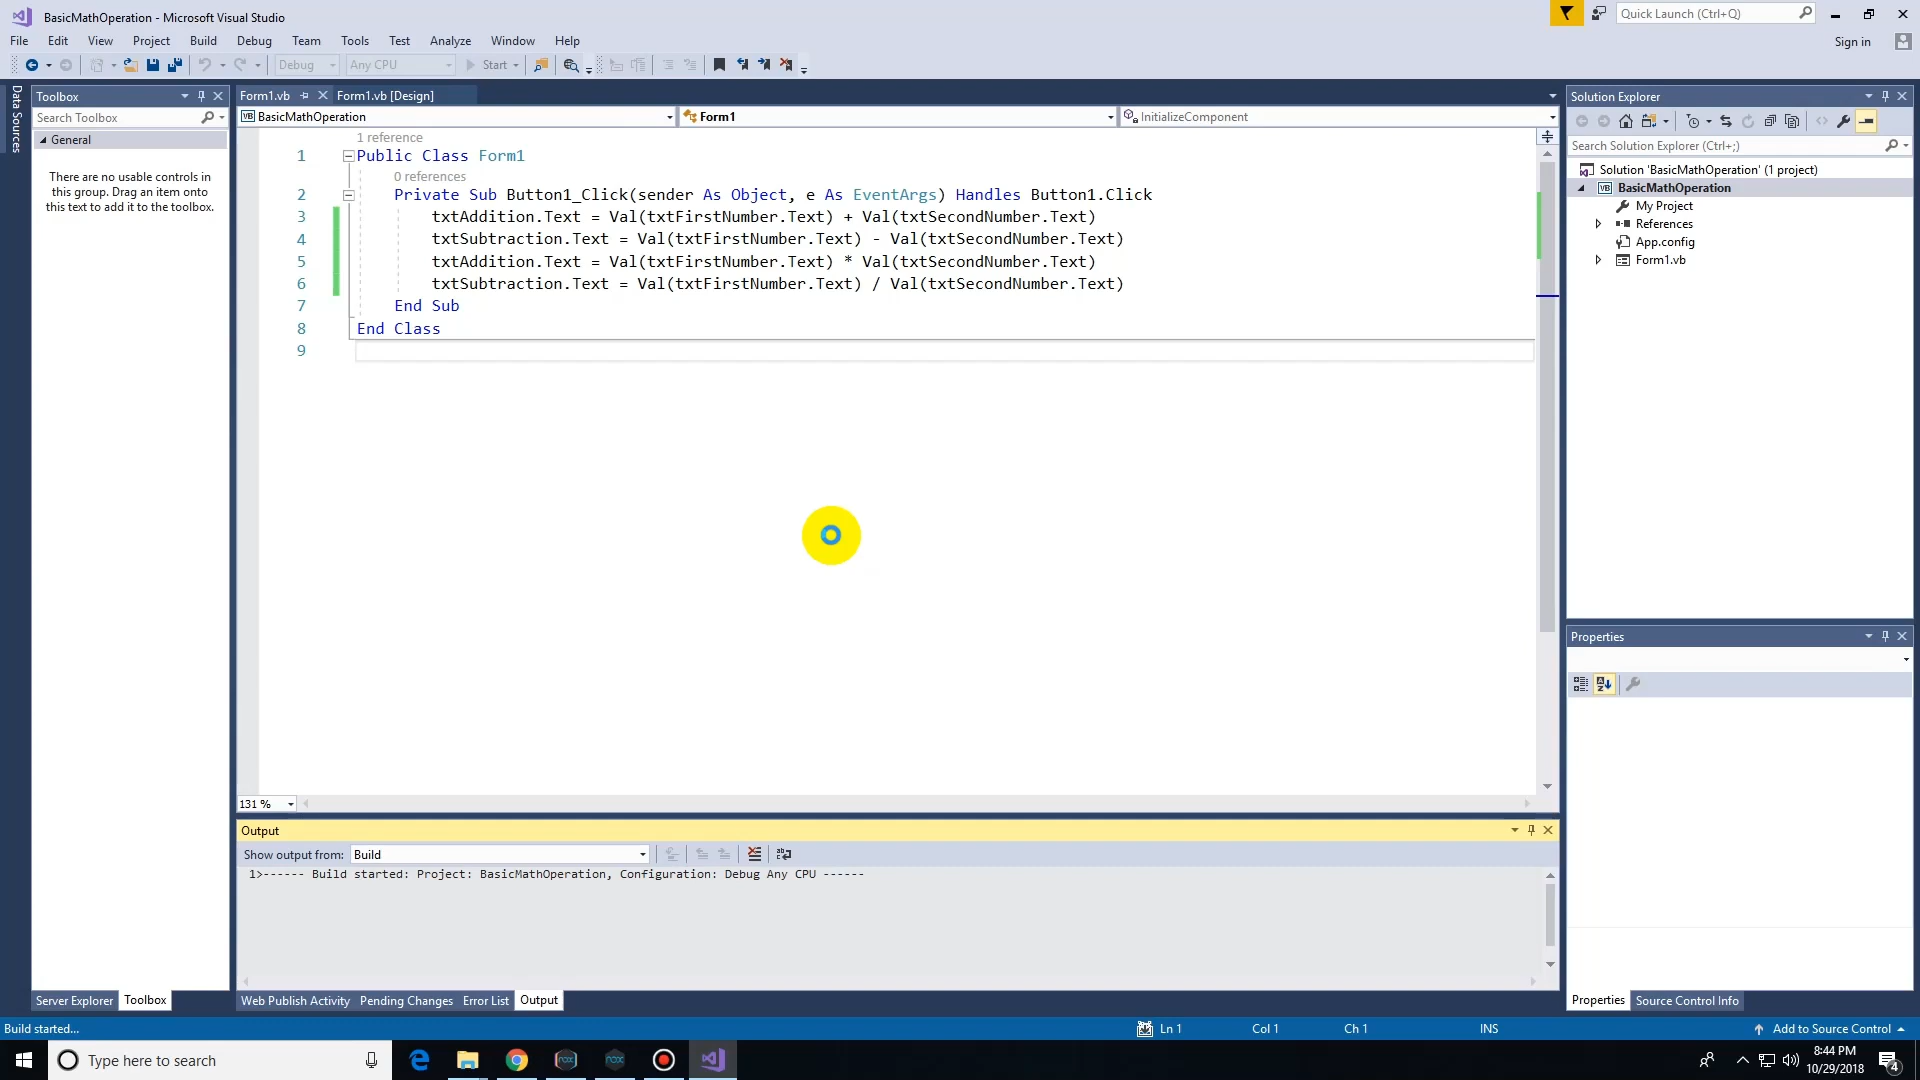 BasicMathOperation - Microsoft Visual Studio
Quick Launch (Ctrl+Q)
File Edit View Project Build Debug Team Tools Test Analyze Window Help
Sign in
Debug Any CPU Start
Data Sources
Toolbox
Search Toolbox
General
There are no usable controls in
this group. Drag an item onto
this text to add it to the toolbox.
Form1.vb Form1.vb [Design]
VB BasicMathOperation Form1 InitializeComponent
1 reference
1 Public Class Form1
0 references
2 Private Sub Button1_Click(sender As Object, e As EventArgs) Handles Button1.Click
3 txtAddition.Text = Val(txtFirstNumber.Text) + Val(txtSecondNumber.Text)
4 txtSubtraction.Text = Val(txtFirstNumber.Text) - Val(txtSecondNumber.Text)
5 txtAddition.Text = Val(txtFirstNumber.Text) * Val(txtSecondNumber.Text)
6 txtSubtraction.Text = Val(txtFirstNumber.Text) / Val(txtSecondNumber.Text)
7 End Sub
8 End Class
9
131 %
Output
Show output from: Build
1>------ Build started: Project: BasicMathOperation, Configuration: Debug Any CPU ------
Solution Explorer
Search Solution Explorer (Ctrl+;)
Solution 'BasicMathOperation' (1 project)
VB BasicMathOperation
My Project
References
App.config
Form1.vb
Properties
Server Explorer Toolbox
Web Publish Activity Pending Changes Error List Output
Properties Source Control Info
Build started...
Ln 1 Col 1 Ch 1 INS
Add to Source Control
Type here to search
nox nox
8:44 PM
10/29/2018
4